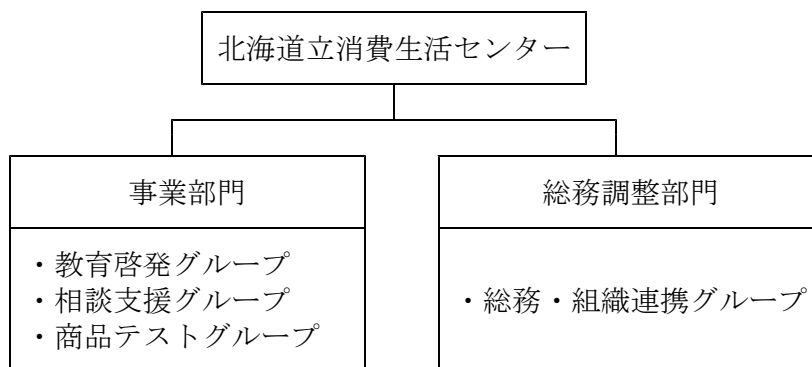 北海道立消費生活センター
事業部門
・教育啓発グループ
・相談支援グループ
・商品テストグループ
総務調整部門
・総務・組織連携グループ